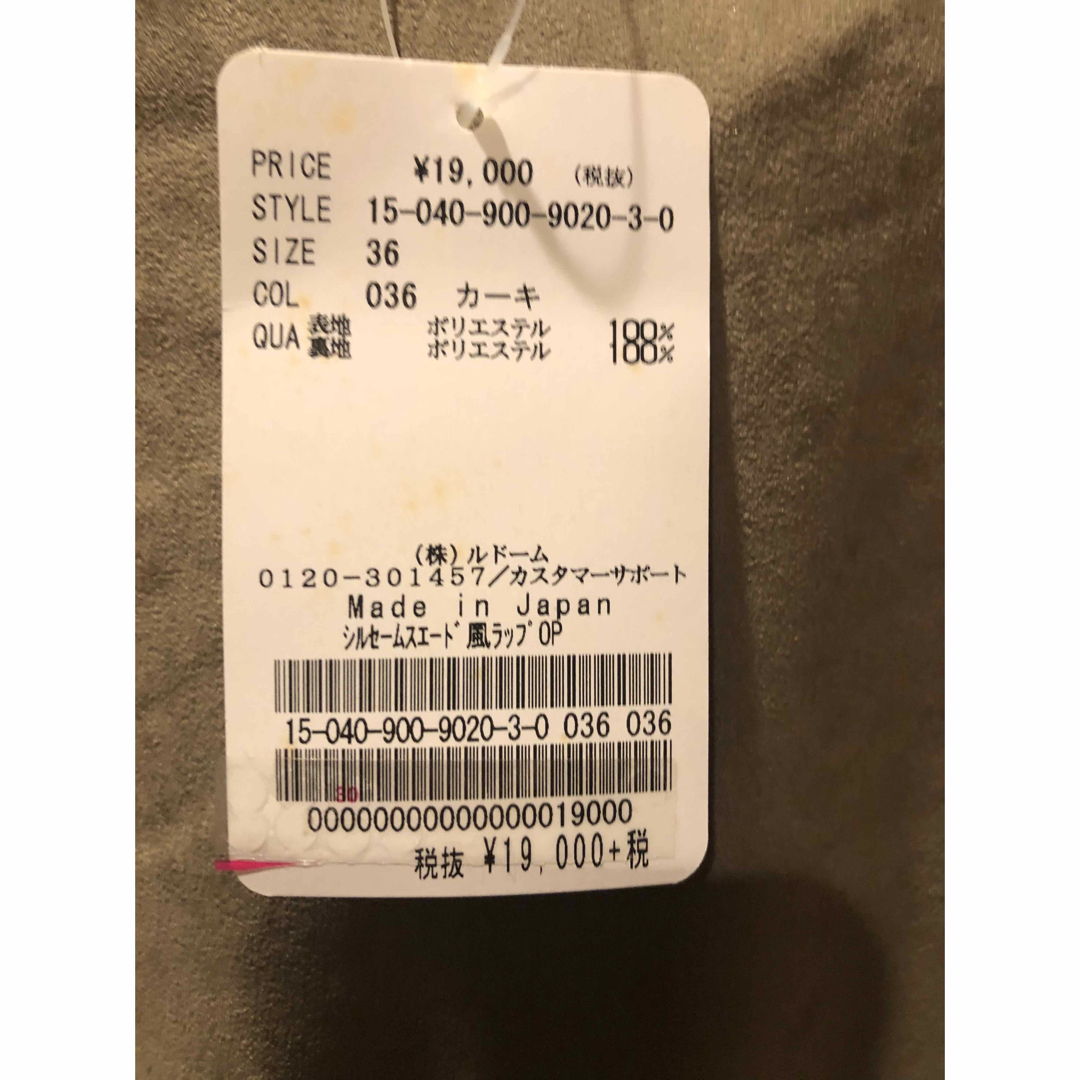 PRICE ¥19,000 (税抜)
STYLE 15-040-900-9020-3-0
SIZE 36
COL 036 カーキ
QUA 表地 ポリエステル 100%
裏地 ポリエステル 100%
(株)ルドーム
0120-301457/カスタマーサポート
Made in Japan
シルセームスエード風ラップOP
15-040-900-9020-3-0 036 036
30
00000000000000019000
税抜 ¥19,000+税